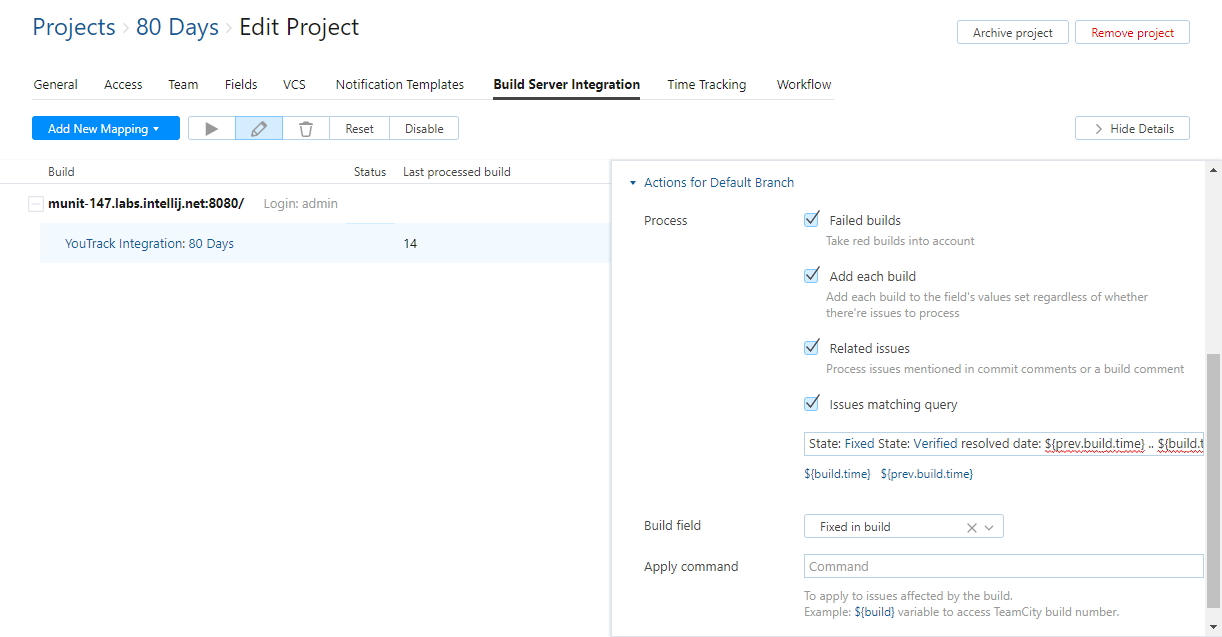 Projects › 80 Days › Edit Project
Archive project
Remove project
General Access Team Fields VCS Notification Templates Build Server Integration Time Tracking Workflow
Add New Mapping
Reset
Disable
Hide Details
Build Status Last processed build
munit-147.labs.intellij.net:8080/ Login: admin
YouTrack Integration: 80 Days 14
Actions for Default Branch
Process
Failed builds
Take red builds into account
Add each build
Add each build to the field's values set regardless of whether
there're issues to process
Related issues
Process issues mentioned in commit comments or a build comment
Issues matching query
State: Fixed State: Verified resolved date: ${prev.build.time} .. ${build.t
${build.time} ${prev.build.time}
Build field
Fixed in build
Apply command
Command
To apply to issues affected by the build.
Example: ${build} variable to access TeamCity build number.